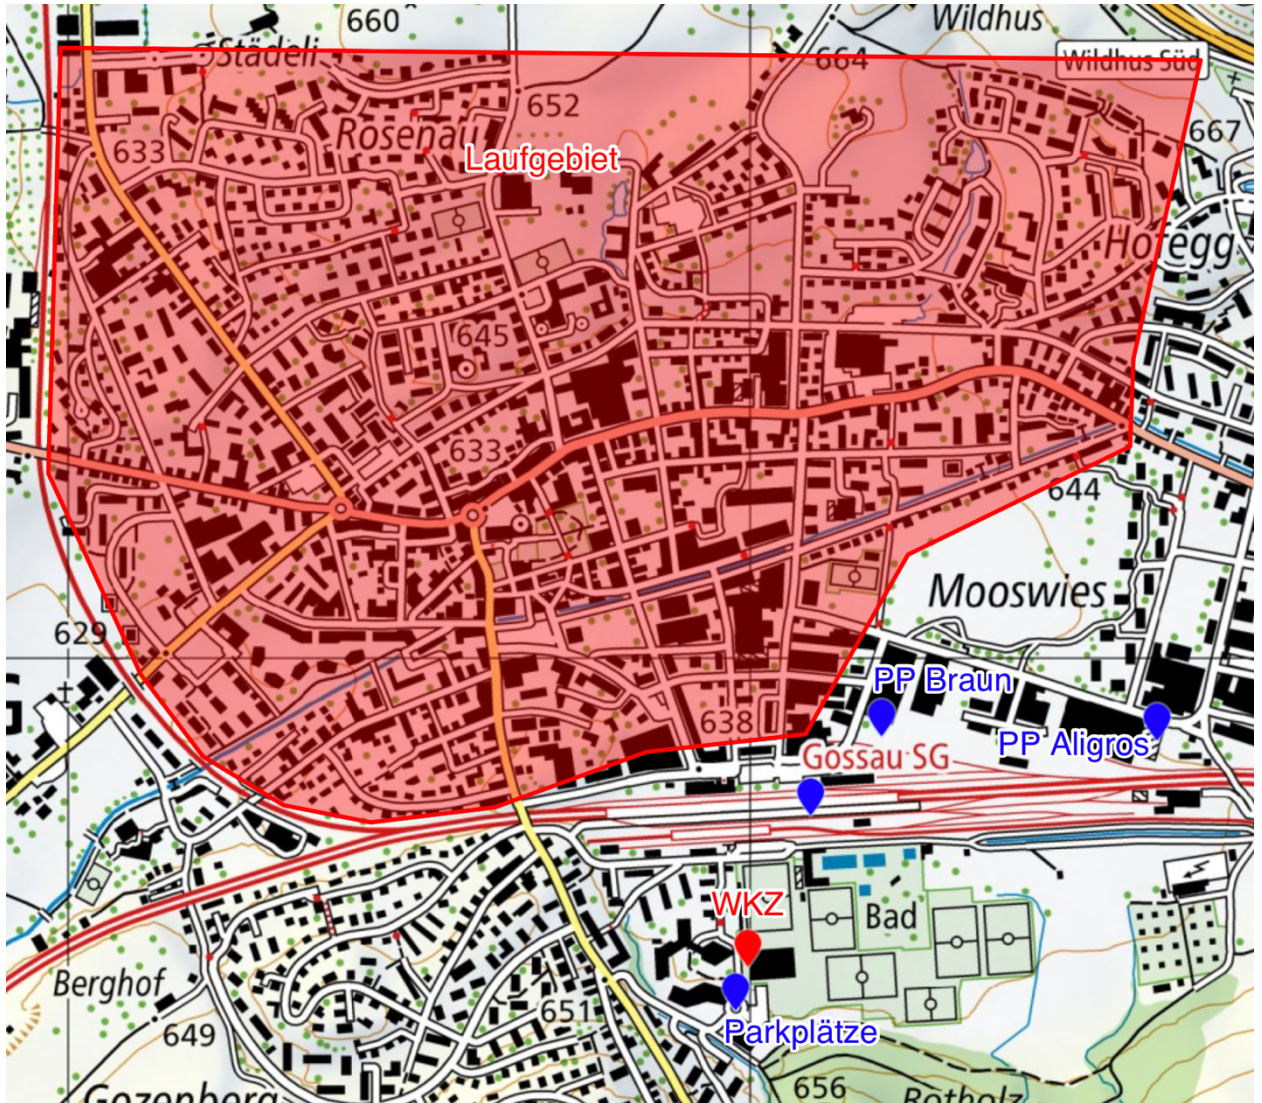 660
Wildhus
Städeli
664
Wildhus Süd
652
667
Rosenau
633
Laufgebiet
Hofegg
645
633
644
Mooswies
629
PP Braun
638
PP Aligros
Gossau SG
WKZ
Bad
Berghof
651
649
Parkplätze
656
Gozenberg
Rotholz